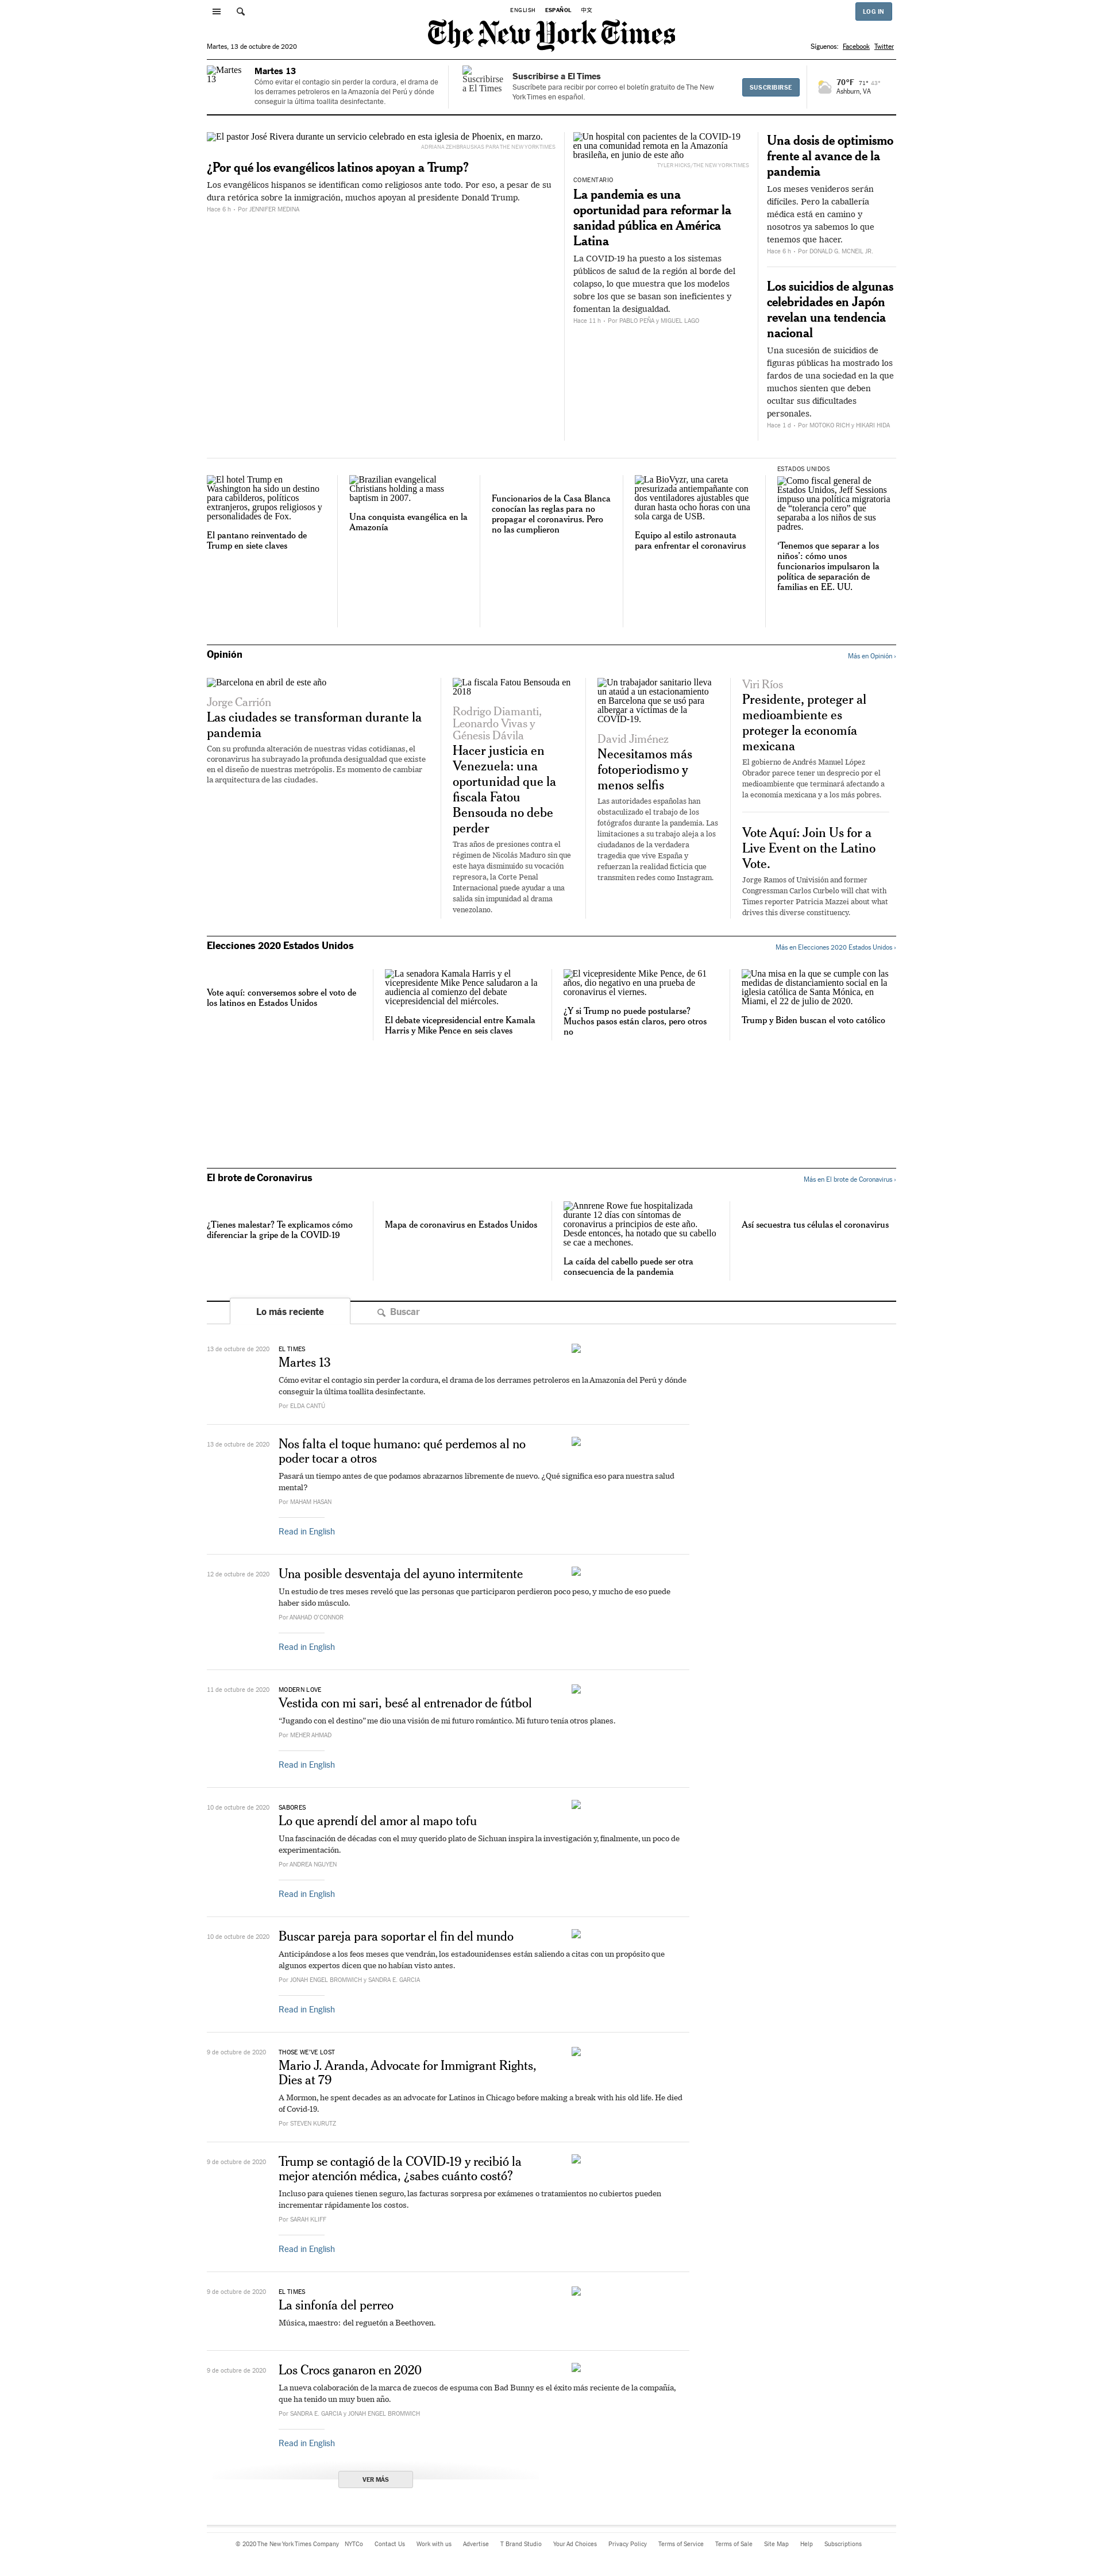 ENGLISH ESPAÑOL 中文
LOG IN
The New York Times
Martes, 13 de octubre de 2020
Síguenos: Facebook Twitter
Martes 13
Martes 13
Cómo evitar el contagio sin perder la cordura, el drama de
los derrames petroleros en la Amazonía del Perú y dónde
conseguir la última toallita desinfectante.
Suscribirse
a El Times
Suscribirse a El Times
Suscríbete para recibir por correo el boletín gratuito de The New
York Times en español.
SUSCRIBIRSE
70°F 71° 63°
Ashburn, VA
El pastor José Rivera durante un servicio celebrado en esta iglesia de Phoenix, en marzo.
ADRIANA ZEHBRAUSKAS PARA THE NEW YORK TIMES
¿Por qué los evangélicos latinos apoyan a Trump?
Los evangélicos hispanos se identifican como religiosos ante todo. Por eso, a pesar de su
dura retórica sobre la inmigración, muchos apoyan al presidente Donald Trump.
Hace 6 h - Por JENNIFER MEDINA
Un hospital con pacientes de la COVID-19
en una comunidad remota en la Amazonía
brasileña, en junio de este año
TYLER HICKS/THE NEW YORK TIMES
COMENTARIO
La pandemia es una
oportunidad para reformar la
sanidad pública en América
Latina
La COVID-19 ha puesto a los sistemas
públicos de salud de la región al borde del
colapso, lo que muestra que los modelos
sobre los que se basan son ineficientes y
fomentan la desigualdad.
Hace 11 h - Por PABLO PEÑA y MIGUEL LAGO
Una dosis de optimismo
frente al avance de la
pandemia
Los meses venideros serán
difíciles. Pero la caballería
médica está en camino y
nosotros ya sabemos lo que
tenemos que hacer.
Hace 6 h - Por DONALD G. MCNEIL JR.
Los suicidios de algunas
celebridades en Japón
revelan una tendencia
nacional
Una sucesión de suicidios de
figuras públicas ha mostrado los
fardos de una sociedad en la que
muchos sienten que deben
ocultar sus dificultades
personales.
Hace 1 d - Por MOTOKO RICH y HIKARI HIDA
El hotel Trump en
Washington ha sido un destino
para cabilderos, políticos
extranjeros, grupos religiosos y
personalidades de Fox.
El pantano reinventado de
Trump en siete claves
Brazilian evangelical
Christians holding a mass
baptism in 2007.
Una conquista evangélica en la
Amazonía
Funcionarios de la Casa Blanca
conocían las reglas para no
propagar el coronavirus. Pero
no las cumplieron
La BioVyzr, una careta
presurizada antiempañante con
dos ventiladores ajustables que
duran hasta ocho horas con una
sola carga de USB.
Equipo al estilo astronauta
para enfrentar el coronavirus
ESTADOS UNIDOS
Como fiscal general de
Estados Unidos, Jeff Sessions
impuso una política migratoria
de “tolerancia cero” que
separaba a los niños de sus
padres.
‘Tenemos que separar a los
niños’: cómo unos
funcionarios impulsaron la
política de separación de
familias en EE. UU.
Opinión
Más en Opinión ›
Barcelona en abril de este año
Jorge Carrión
Las ciudades se transforman durante la
pandemia
Con su profunda alteración de nuestras vidas cotidianas, el
coronavirus ha subrayado la profunda desigualdad que existe
en el diseño de nuestras metrópolis. Es momento de cambiar
la arquitectura de las ciudades.
La fiscala Fatou Bensouda en
2018
Rodrigo Diamanti,
Leonardo Vivas y
Génesis Dávila
Hacer justicia en
Venezuela: una
oportunidad que la
fiscala Fatou
Bensouda no debe
perder
Tras años de presiones contra el
régimen de Nicolás Maduro sin que
este haya disminuido su vocación
represora, la Corte Penal
Internacional puede ayudar a una
salida sin impunidad al drama
venezolano.
Un trabajador sanitario lleva
un ataúd a un estacionamiento
en Barcelona que se usó para
albergar a víctimas de la
COVID-19.
David Jiménez
Necesitamos más
fotoperiodismo y
menos selfis
Las autoridades españolas han
obstaculizado el trabajo de los
fotógrafos durante la pandemia. Las
limitaciones a su trabajo aleja a los
ciudadanos de la verdadera
tragedia que vive España y
refuerzan la realidad ficticia que
transmiten redes como Instagram.
Viri Ríos
Presidente, proteger al
medioambiente es
proteger la economía
mexicana
El gobierno de Andrés Manuel López
Obrador parece tener un desprecio por el
medioambiente que terminará afectando a
la economía mexicana y a los más pobres.
Vote Aquí: Join Us for a
Live Event on the Latino
Vote.
Jorge Ramos of Univisión and former
Congressman Carlos Curbelo will chat with
Times reporter Patricia Mazzei about what
drives this diverse constituency.
Elecciones 2020 Estados Unidos
Más en Elecciones 2020 Estados Unidos ›
Vote aquí: conversemos sobre el voto de
los latinos en Estados Unidos
La senadora Kamala Harris y el
vicepresidente Mike Pence saludaron a la
audiencia al comienzo del debate
vicepresidencial del miércoles.
El debate vicepresidencial entre Kamala
Harris y Mike Pence en seis claves
El vicepresidente Mike Pence, de 61
años, dio negativo en una prueba de
coronavirus el viernes.
¿Y si Trump no puede postularse?
Muchos pasos están claros, pero otros
no
Una misa en la que se cumple con las
medidas de distanciamiento social en la
iglesia católica de Santa Mónica, en
Miami, el 22 de julio de 2020.
Trump y Biden buscan el voto católico
El brote de Coronavirus
Más en El brote de Coronavirus ›
¿Tienes malestar? Te explicamos cómo
diferenciar la gripe de la COVID-19
Mapa de coronavirus en Estados Unidos
Annrene Rowe fue hospitalizada
durante 12 días con síntomas de
coronavirus a principios de este año.
Desde entonces, ha notado que su cabello
se cae a mechones.
La caída del cabello puede ser otra
consecuencia de la pandemia
Así secuestra tus células el coronavirus
Lo más reciente
Buscar
13 de octubre de 2020
EL TIMES
Martes 13
Cómo evitar el contagio sin perder la cordura, el drama de los derrames petroleros en la Amazonía del Perú y dónde
conseguir la última toallita desinfectante.
Por ELDA CANTÚ
13 de octubre de 2020
Nos falta el toque humano: qué perdemos al no
poder tocar a otros
Pasará un tiempo antes de que podamos abrazarnos libremente de nuevo. ¿Qué significa eso para nuestra salud
mental?
Por MAHAM HASAN
Read in English
12 de octubre de 2020
Una posible desventaja del ayuno intermitente
Un estudio de tres meses reveló que las personas que participaron perdieron poco peso, y mucho de eso puede
haber sido músculo.
Por ANAHAD O’CONNOR
Read in English
11 de octubre de 2020
MODERN LOVE
Vestida con mi sari, besé al entrenador de fútbol
“Jugando con el destino” me dio una visión de mi futuro romántico. Mi futuro tenía otros planes.
Por MEHER AHMAD
Read in English
10 de octubre de 2020
SABORES
Lo que aprendí del amor al mapo tofu
Una fascinación de décadas con el muy querido plato de Sichuan inspira la investigación y, finalmente, un poco de
experimentación.
Por ANDREA NGUYEN
Read in English
10 de octubre de 2020
Buscar pareja para soportar el fin del mundo
Anticipándose a los feos meses que vendrán, los estadounidenses están saliendo a citas con un propósito que
algunos expertos dicen que no habían visto antes.
Por JONAH ENGEL BROMWICH y SANDRA E. GARCIA
Read in English
9 de octubre de 2020
THOSE WE’VE LOST
Mario J. Aranda, Advocate for Immigrant Rights,
Dies at 79
A Mormon, he spent decades as an advocate for Latinos in Chicago before making a break with his old life. He died
of Covid-19.
Por STEVEN KURUTZ
9 de octubre de 2020
Trump se contagió de la COVID-19 y recibió la
mejor atención médica, ¿sabes cuánto costó?
Incluso para quienes tienen seguro, las facturas sorpresa por exámenes o tratamientos no cubiertos pueden
incrementar rápidamente los costos.
Por SARAH KLIFF
Read in English
9 de octubre de 2020
EL TIMES
La sinfonía del perreo
Música, maestro: del reguetón a Beethoven.
9 de octubre de 2020
Los Crocs ganaron en 2020
La nueva colaboración de la marca de zuecos de espuma con Bad Bunny es el éxito más reciente de la compañía,
que ha tenido un muy buen año.
Por SANDRA E. GARCIA y JONAH ENGEL BROMWICH
Read in English
VER MÁS
© 2020 The New York Times Company NYTCo Contact Us Work with us Advertise T Brand Studio Your Ad Choices Privacy Policy Terms of Service Terms of Sale Site Map Help Subscriptions